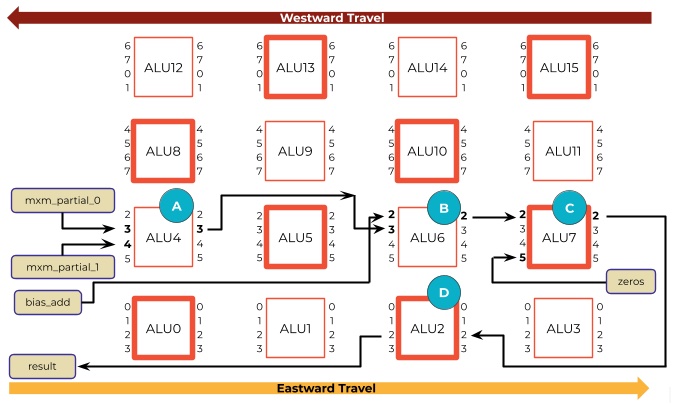 Westward Travel
6 ALU12 6 6 ALU13 6 6 ALU14 6 6 ALU15 6
7 7 7 7 7 7 7 7
0 0 0 0 0 0 0 0
1 1 1 1 1 1 1 1
4 ALU8 4 4 ALU9 4 4 ALU10 4 4 ALU11 4
5 5 5 5 5 5 5 5
6 6 6 6 6 6 6 6
7 7 7 7 7 7 7 7
mxm_partial_0
A B C
2 ALU4 2 2 ALU5 2 2 ALU6 2 2 ALU7 2
3 3 3 3 3 3 3 3
4 4 4 4 4 4 4 4
5 5 5 5 5 5 5 5
mxm_partial_1
bias_add
zeros
D
0 ALU0 0 0 ALU1 0 0 ALU2 0 0 ALU3 0
1 1 1 1 1 1 1 1
2 2 2 2 2 2 2 2
3 3 3 3 3 3 3 3
result
Eastward Travel